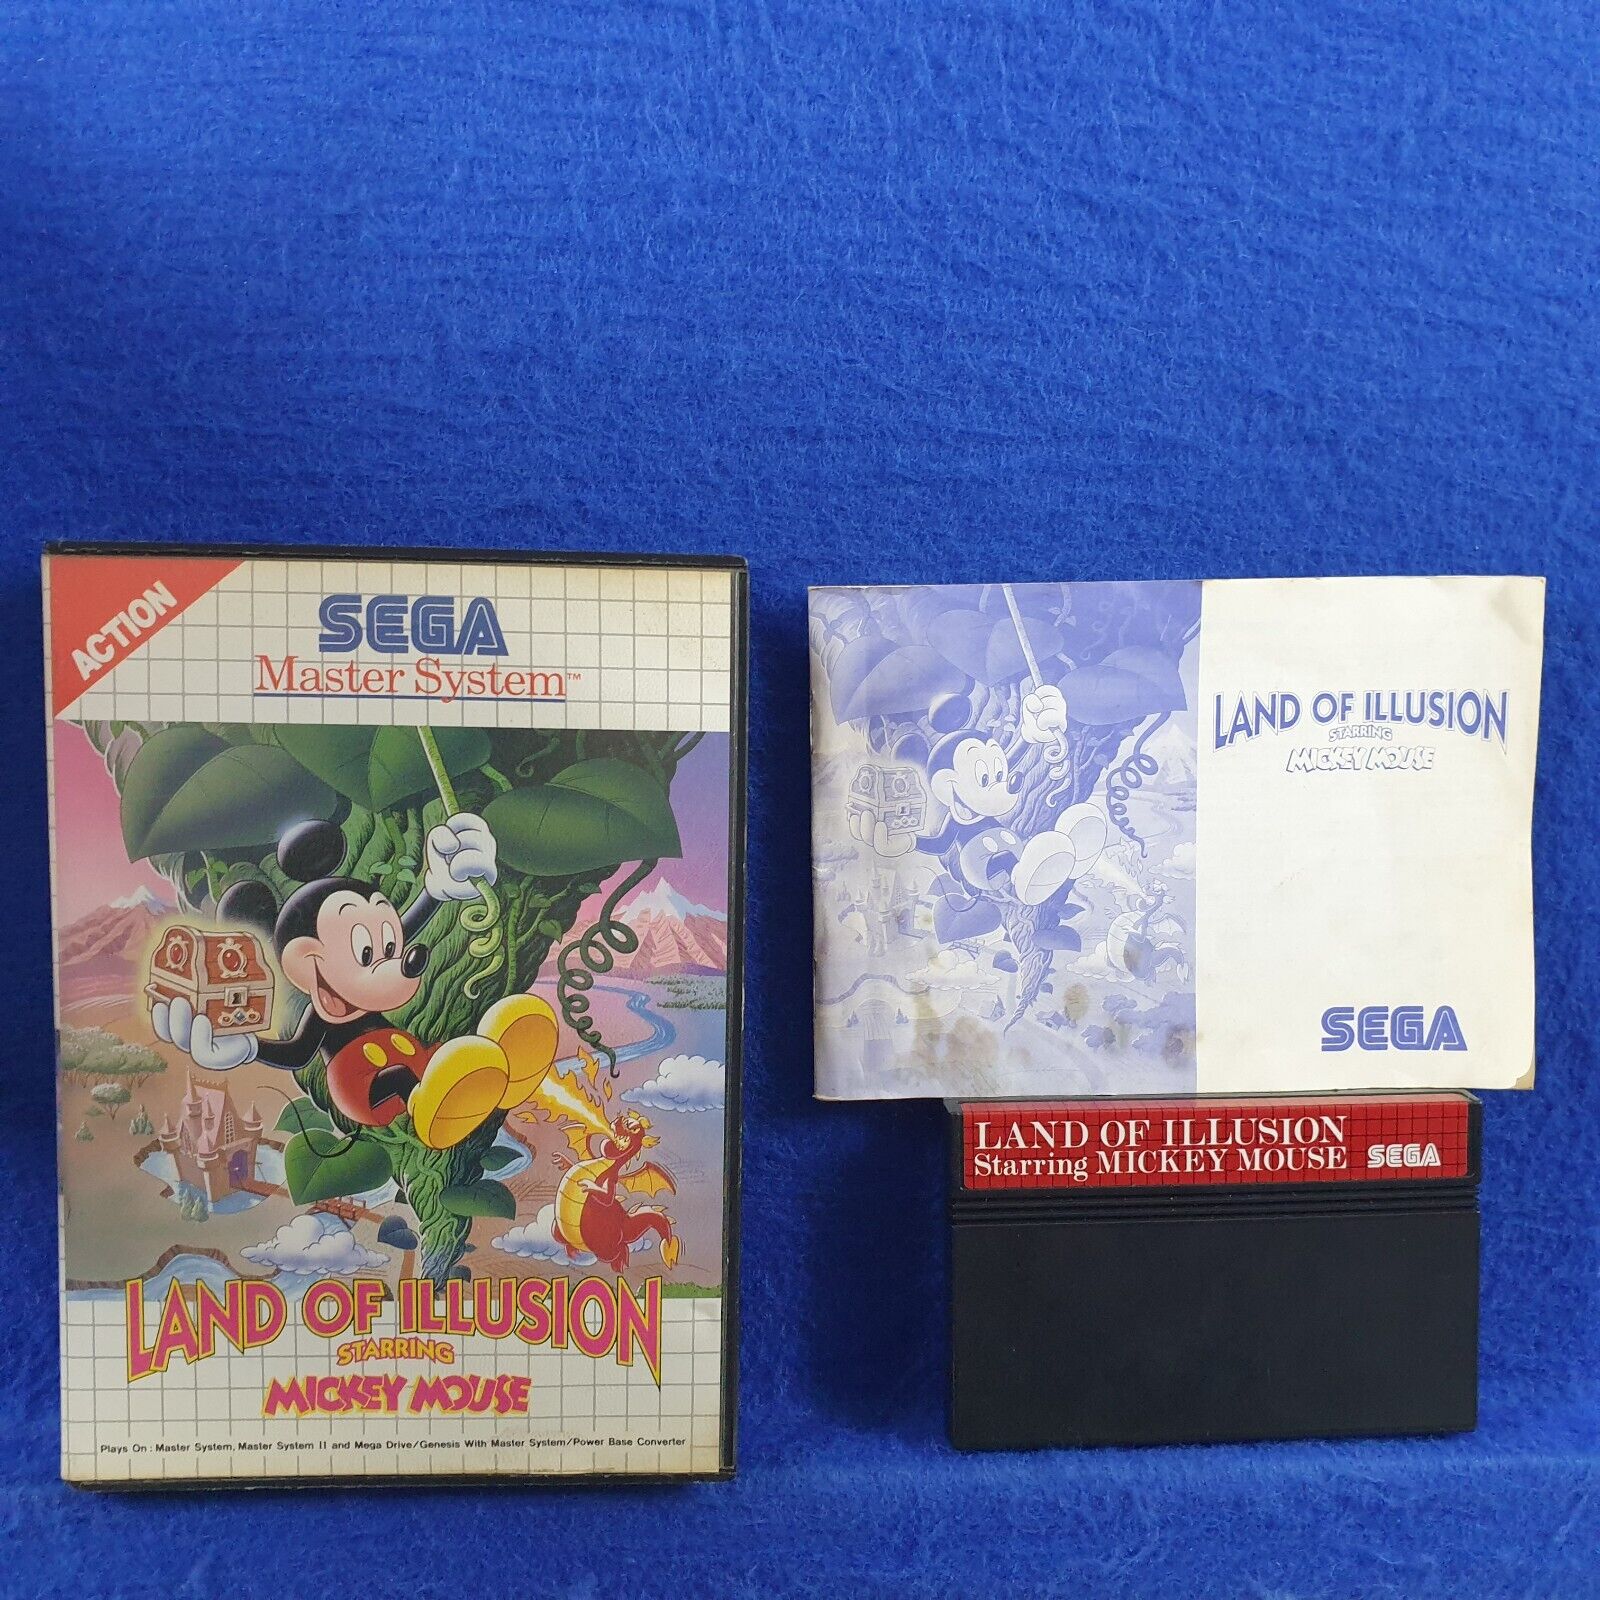 ACTION
SEGA
Master System™
LAND OF ILLUSION
STARRING
MICKEY MOUSE
Plays On : Master System, Master System II and Mega Drive/Genesis With Master System/Power Base Converter
LAND OF ILLUSION
STARRING
MICKEY MOUSE
SEGA
LAND OF ILLUSION
Starring MICKEY MOUSE SEGA